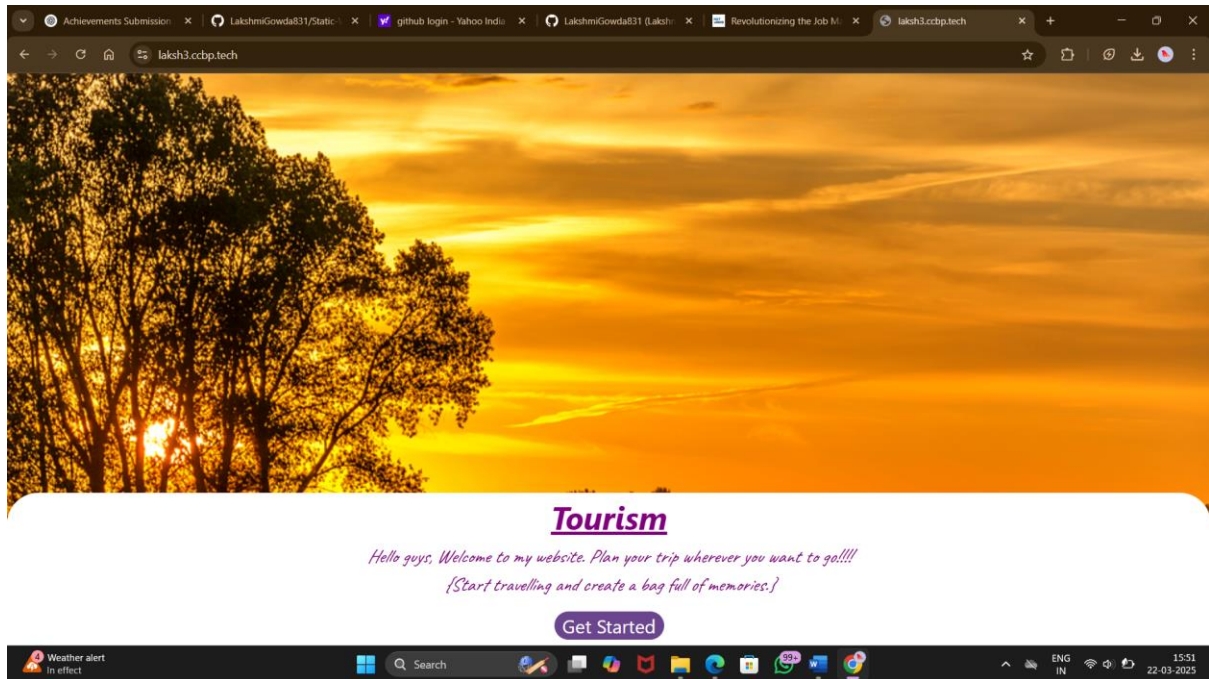 Achievements Submission
LakshmiGowda831/Static-
github login - Yahoo India
LakshmiGowda831 (Lakshm
Revolutionizing the Job M
laksh3.ccbp.tech
laksh3.ccbp.tech
Tourism
Hello guys, Welcome to my website. Plan your trip wherever you want to go!!!!
{Start travelling and create a bag full of memories.}
Get Started
4
Weather alert
In effect
Search
99+
ENG
IN
15:51
22-03-2025